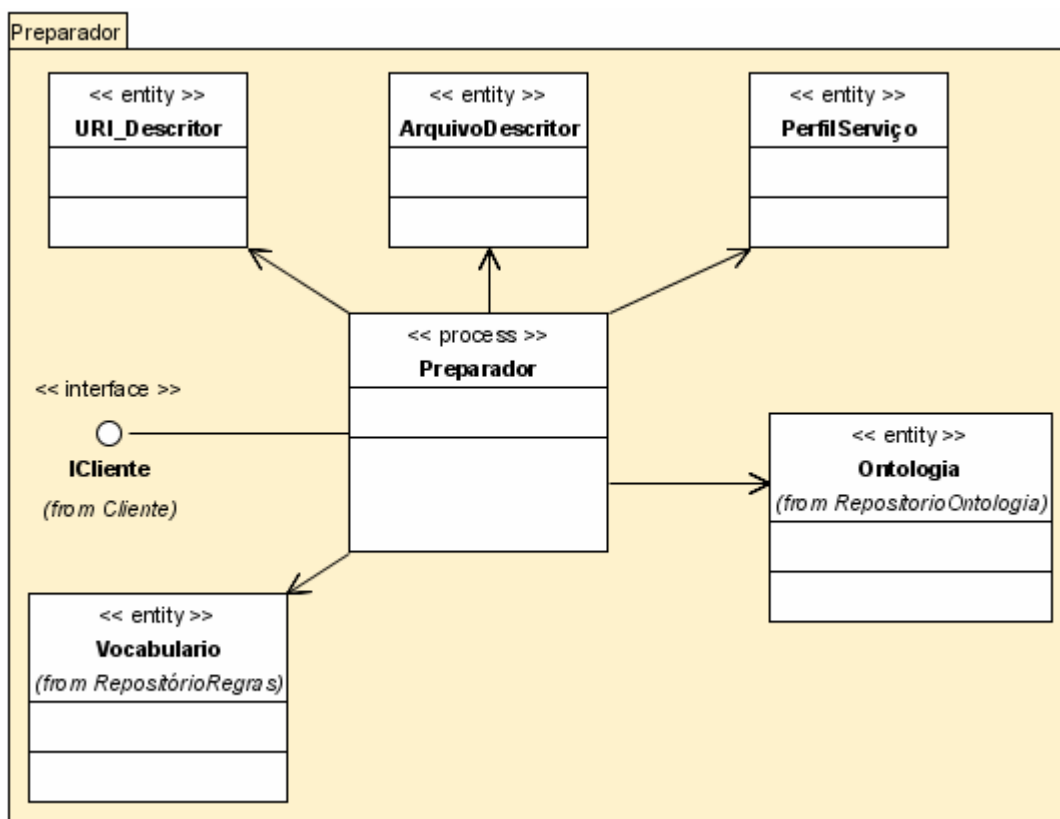 Preparador
<< entity >>
URI_Descritor
<< entity >>
ArquivoDescritor
<< entity >>
PerfilServiço
<< process >>
Preparador
<< interface >>
ICliente
(from Cliente)
<< entity >>
Ontologia
(from RepositorioOntologia)
<< entity >>
Vocabulario
(from RepositórioRegras)